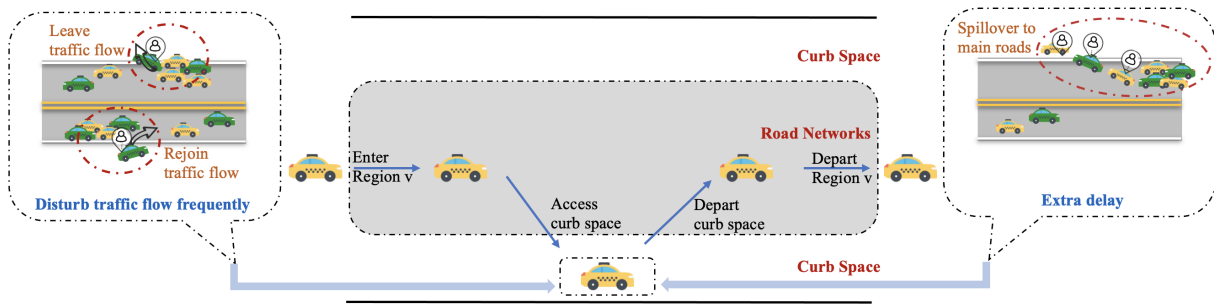 Leave
traffic flow
Rejoin
traffic flow
Disturb traffic flow frequently
Curb Space
Road Networks
Enter
Region v
Access
curb space
Depart
curb space
Depart
Region v
Curb Space
Spillover to
main roads
Extra delay